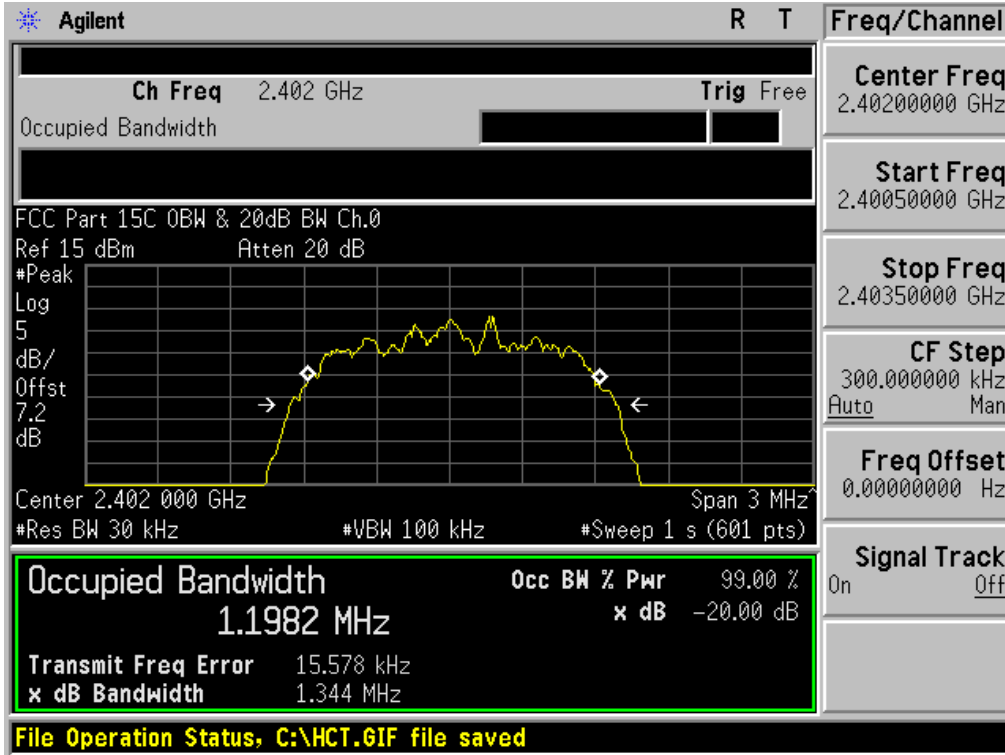 Agilent R T Freq/Channel
Ch Freq 2.402 GHz Trig Free
Occupied Bandwidth
Center Freq
2.40200000 GHz
Start Freq
2.40050000 GHz
Stop Freq
2.40350000 GHz
CF Step
300.000000 kHz
Auto Man
Freq Offset
0.00000000 Hz
Signal Track
On Off
FCC Part 15C OBW & 20dB BW Ch.0
Ref 15 dBm Atten 20 dB
#Peak
Log
5
dB/
Offst
7.2
dB
Center 2.402 000 GHz Span 3 MHz^
#Res BW 30 kHz #VBW 100 kHz #Sweep 1 s (601 pts)
Occupied Bandwidth Occ BW % Pwr 99.00 %
1.1982 MHz x dB -20.00 dB
Transmit Freq Error 15.578 kHz
x dB Bandwidth 1.344 MHz
File Operation Status, C:\HCT.GIF file saved